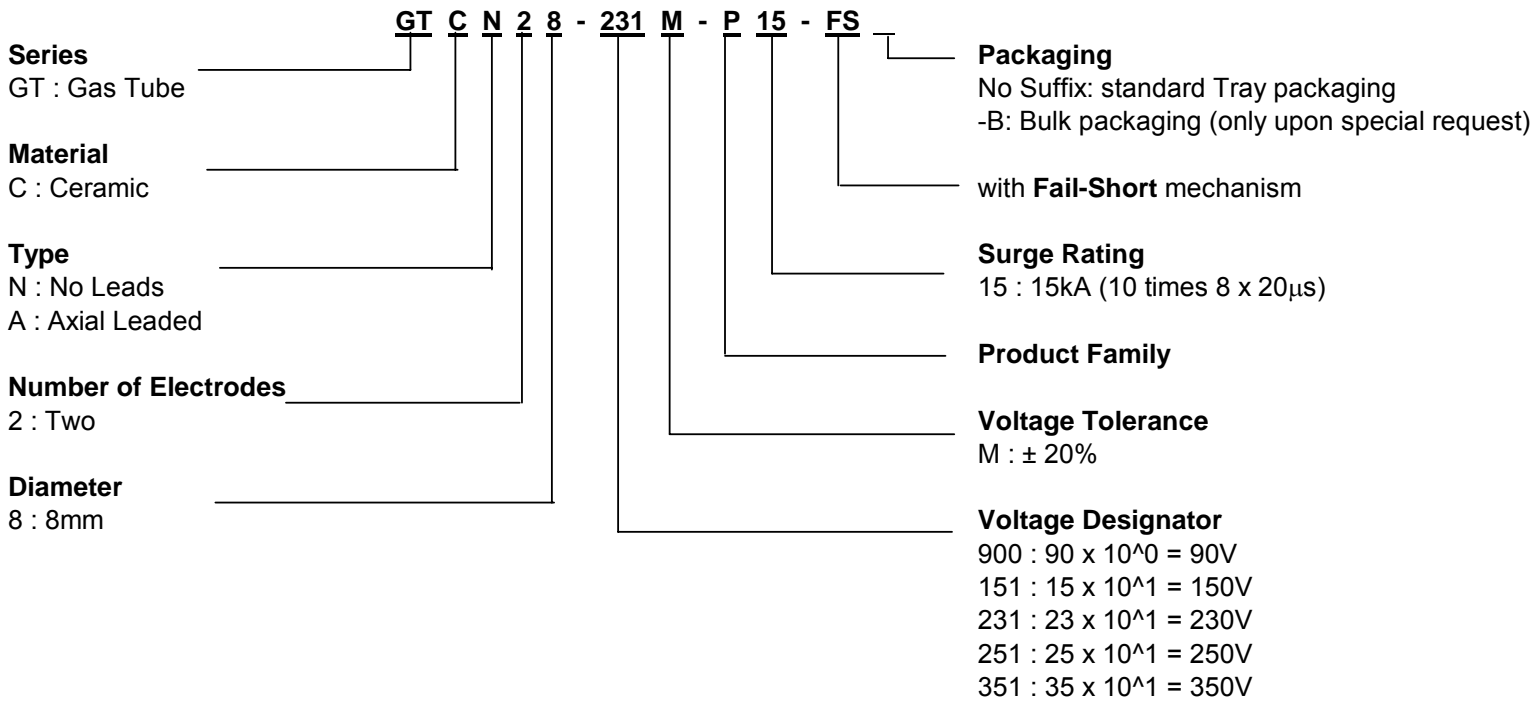 GT C N 2 8 - 231 M - P 15 - FS _
Series
GT : Gas Tube
Material
C : Ceramic
Type
N : No Leads
A : Axial Leaded
Number of Electrodes
2 : Two
Diameter
8 : 8mm
Packaging
No Suffix: standard Tray packaging
-B: Bulk packaging (only upon special request)
with Fail-Short mechanism
Surge Rating
15 : 15kA (10 times 8 x 20μs)
Product Family
Voltage Tolerance
M : ± 20%
Voltage Designator
900 : 90 x 10^0 = 90V
151 : 15 x 10^1 = 150V
231 : 23 x 10^1 = 230V
251 : 25 x 10^1 = 250V
351 : 35 x 10^1 = 350V